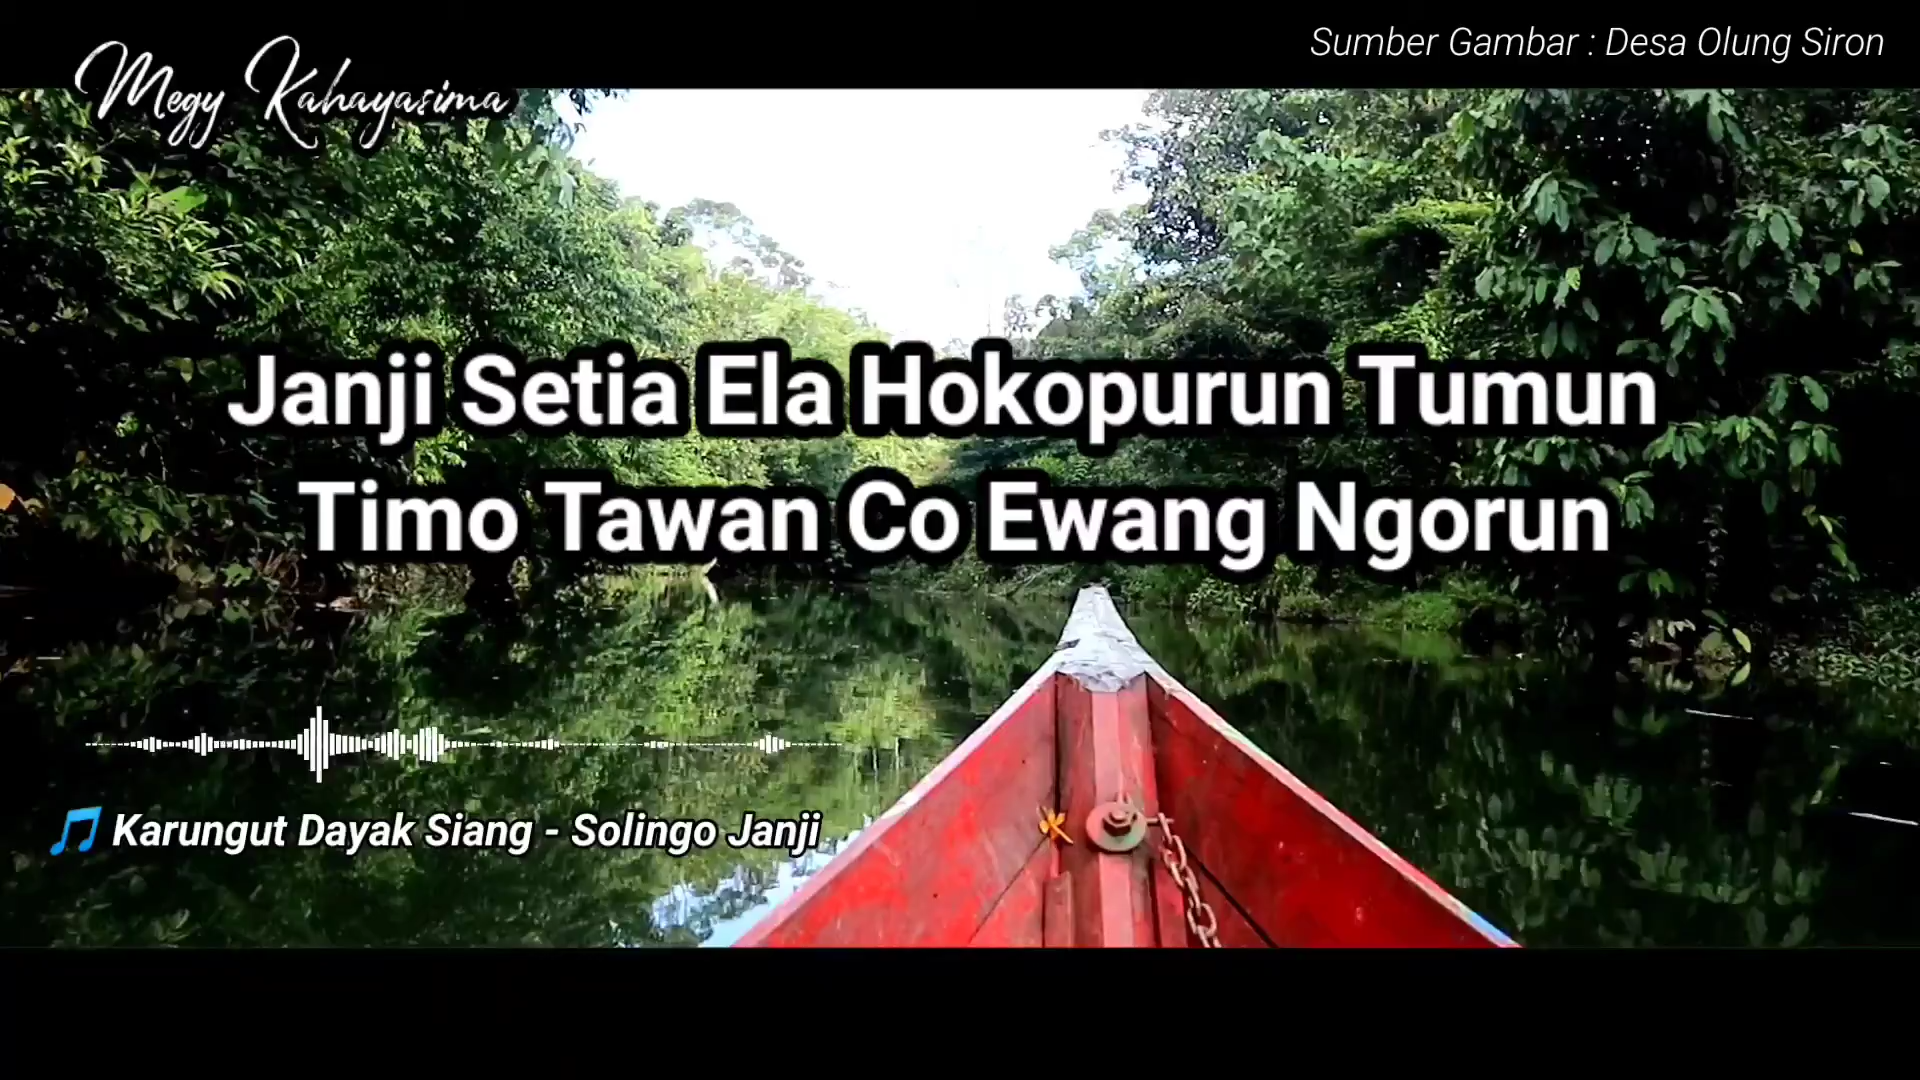 Megy Kahayasima
Sumber Gambar : Desa Olung Siron
Janji Setia Ela Hokopurun Tumun
Timo Tawan Co Ewang Ngorun
🎵 Karungut Dayak Siang - Solingo Janji